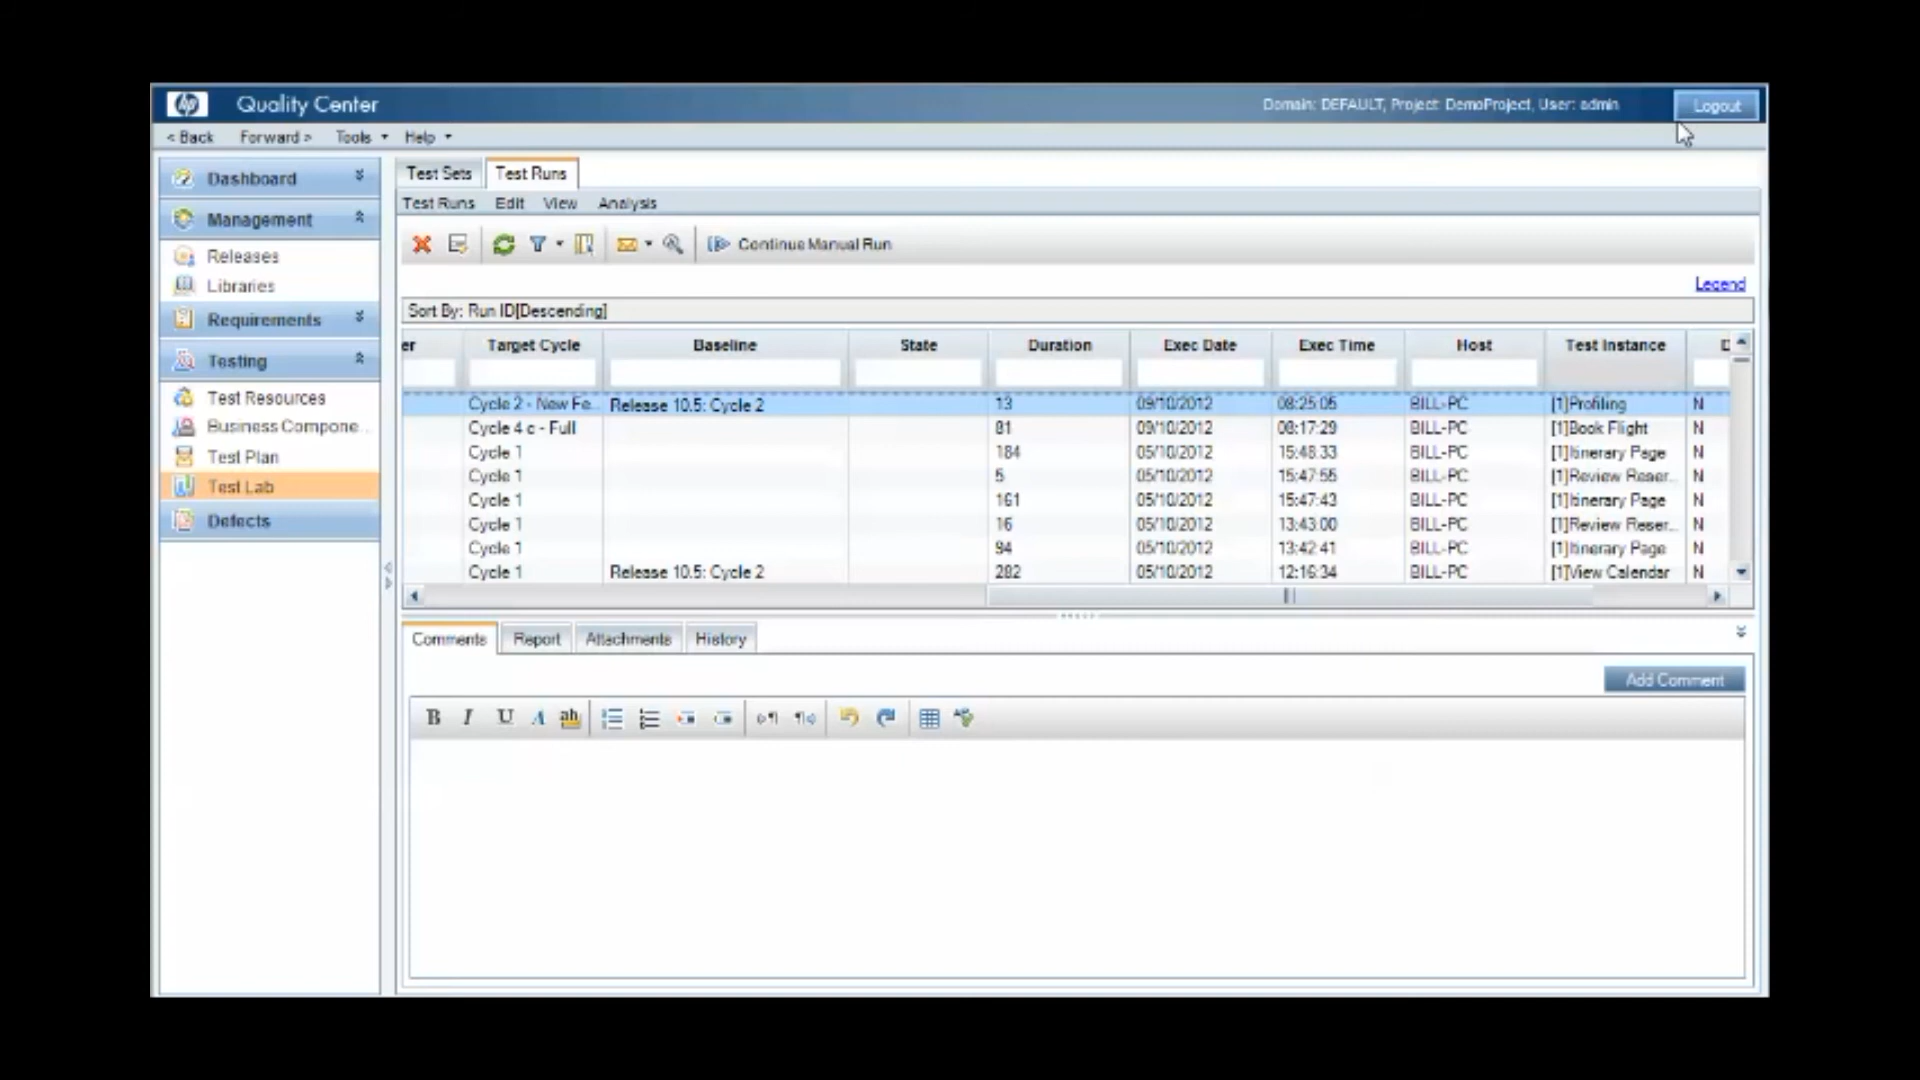 hp Quality Center Domain: DEFAULT, Project: DemoProject, User: admin Logout
< Back Forward > Tools Help
Dashboard
Management
Releases
Libraries
Requirements
Testing
Test Resources
Business Compone...
Test Plan
Test Lab
Defects
Test Sets Test Runs
Test Runs Edit View Analysis
Continue Manual Run
Legend
Sort By: Run ID[Descending]
er Target Cycle Baseline State Duration Exec Date Exec Time Host Test Instance
Cycle 2 - New Fe... Release 10.5: Cycle 2 13 09/10/2012 08:25:05 BILL-PC [1]Profiling N
Cycle 4 c - Full 81 09/10/2012 08:17:29 BILL-PC [1]Book Flight N
Cycle 1 184 05/10/2012 15:48:33 BILL-PC [1]Itinerary Page N
Cycle 1 5 05/10/2012 15:47:55 BILL-PC [1]Review Reser... N
Cycle 1 161 05/10/2012 15:47:43 BILL-PC [1]Itinerary Page N
Cycle 1 16 05/10/2012 13:43:00 BILL-PC [1]Review Reser... N
Cycle 1 94 05/10/2012 13:42:41 BILL-PC [1]Itinerary Page N
Cycle 1 Release 10.5: Cycle 2 282 05/10/2012 12:16:34 BILL-PC [1]View Calendar N
Comments Report Attachments History
Add Comment
B I U A ab